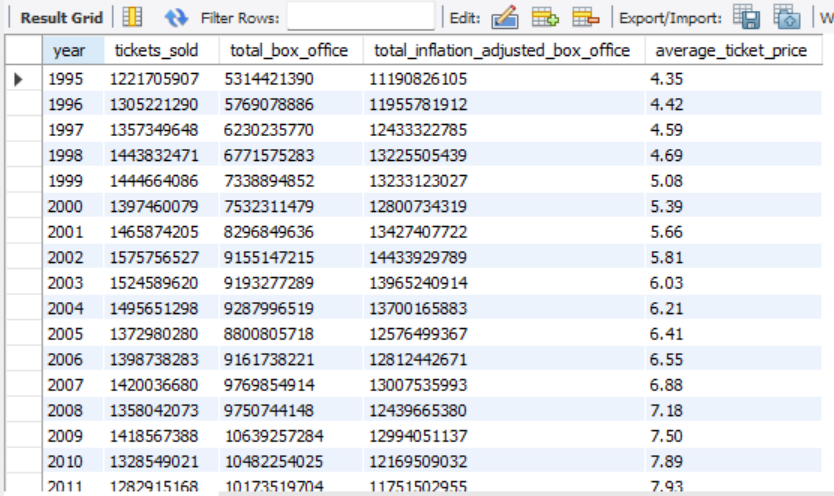 Result Grid Filter Rows: Edit: Export/Import: W
year tickets_sold total_box_office total_inflation_adjusted_box_office average_ticket_price
1995 1221705907 5314421390 11190826105 4.35
1996 1305221290 5769078886 11955781912 4.42
1997 1357349648 6230235770 12433322785 4.59
1998 1443832471 6771575283 13225505439 4.69
1999 1444664086 7338894852 13233123027 5.08
2000 1397460079 7532311479 12800734319 5.39
2001 1465874205 8296849636 13427407722 5.66
2002 1575756527 9155147215 14433929789 5.81
2003 1524589620 9193277289 13965240914 6.03
2004 1495651298 9287996519 13700165883 6.21
2005 1372980280 8800805718 12576499367 6.41
2006 1398738283 9161738221 12812442671 6.55
2007 1420036680 9769854914 13007535993 6.88
2008 1358042073 9750744148 12439665380 7.18
2009 1418567388 10639257284 12994051137 7.50
2010 1328549021 10482254025 12169509032 7.89
2011 1282915168 10173519704 11751502955 7.93